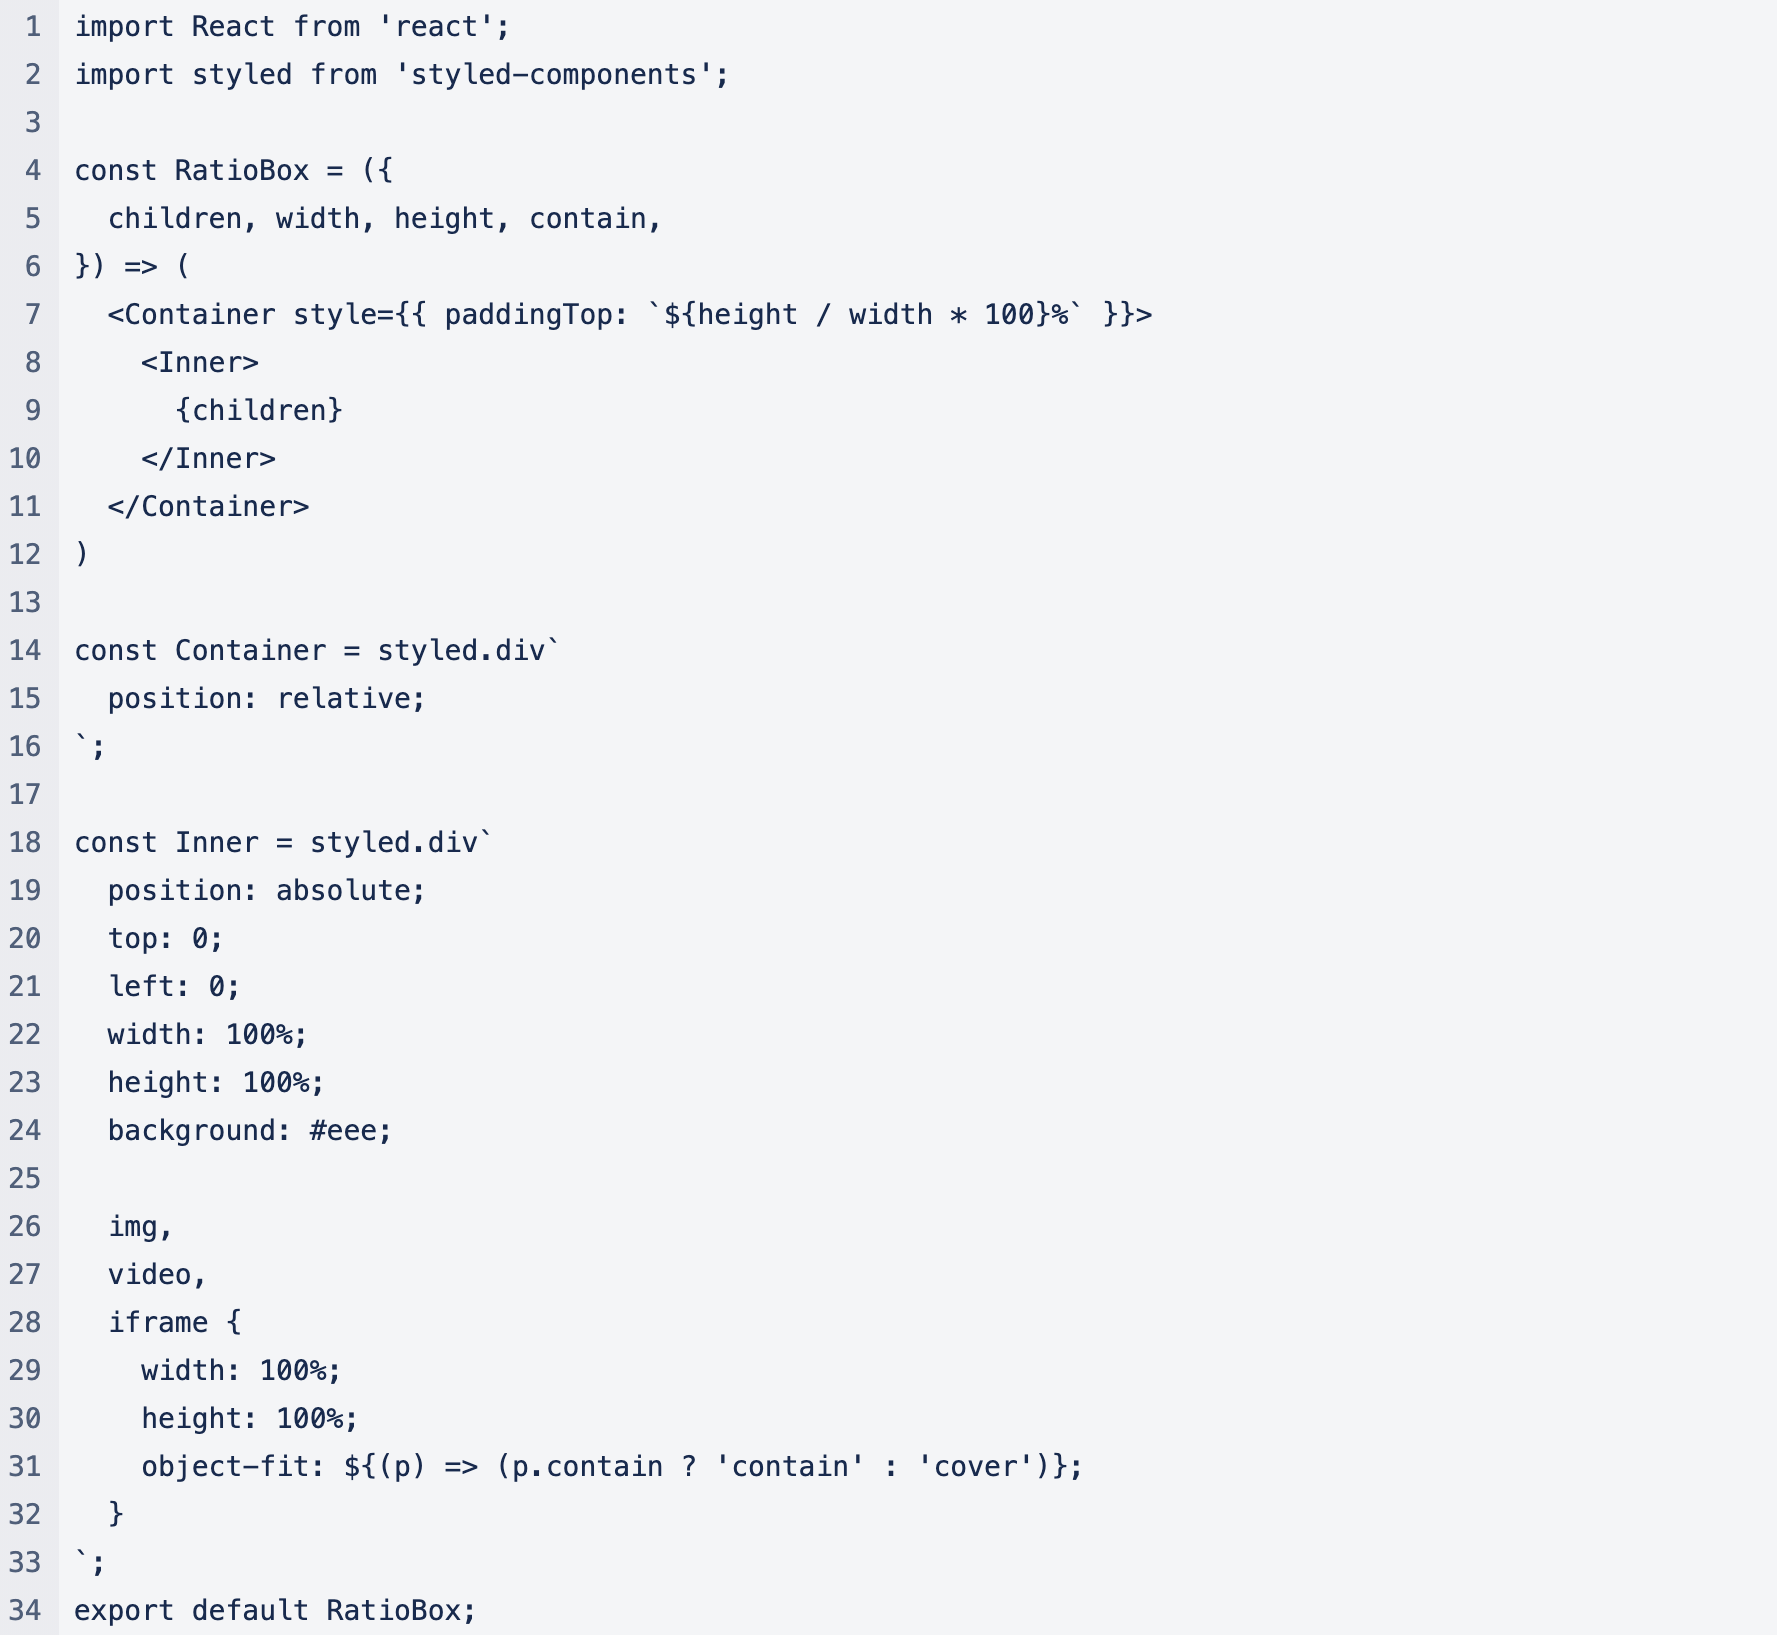 1 import React from 'react';
2 import styled from 'styled-components';
3
4 const RatioBox = ({
5   children, width, height, contain,
6 }) => (
7   <Container style={{ paddingTop: `${height / width * 100}%` }}>
8     <Inner>
9       {children}
10     </Inner>
11   </Container>
12 )
13
14 const Container = styled.div`
15   position: relative;
16 `;
17
18 const Inner = styled.div`
19   position: absolute;
20   top: 0;
21   left: 0;
22   width: 100%;
23   height: 100%;
24   background: #eee;
25
26   img,
27   video,
28   iframe {
29     width: 100%;
30     height: 100%;
31     object-fit: ${(p) => (p.contain ? 'contain' : 'cover')};
32   }
33 `;
34 export default RatioBox;